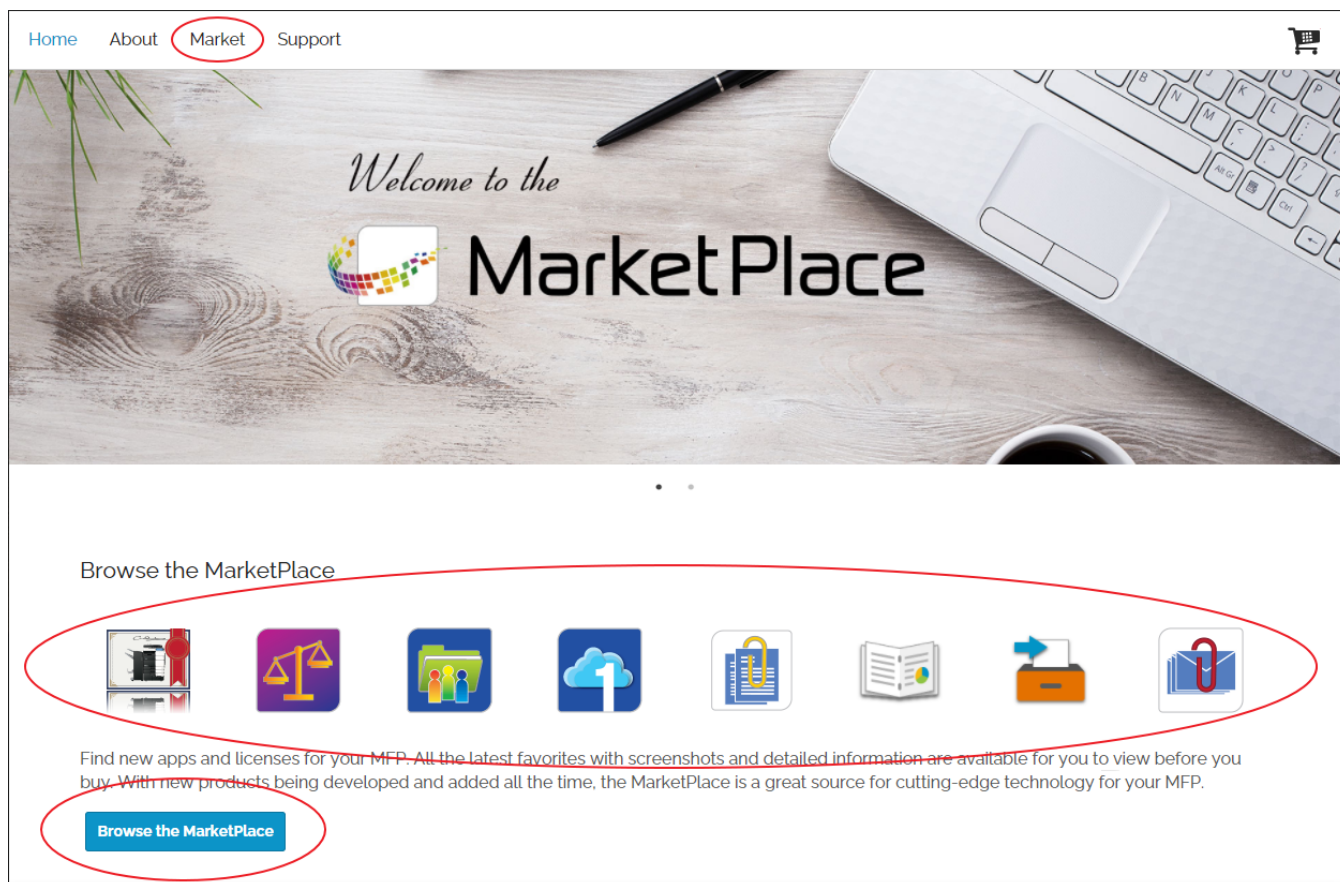 Home About Market Support
Welcome to the
MarketPlace
Browse the MarketPlace
1
Find new apps and licenses for your MFP. All the latest favorites with screenshots and detailed information are available for you to view before you
buy. With new products being developed and added all the time, the MarketPlace is a great source for cutting-edge technology for your MFP.
Browse the MarketPlace